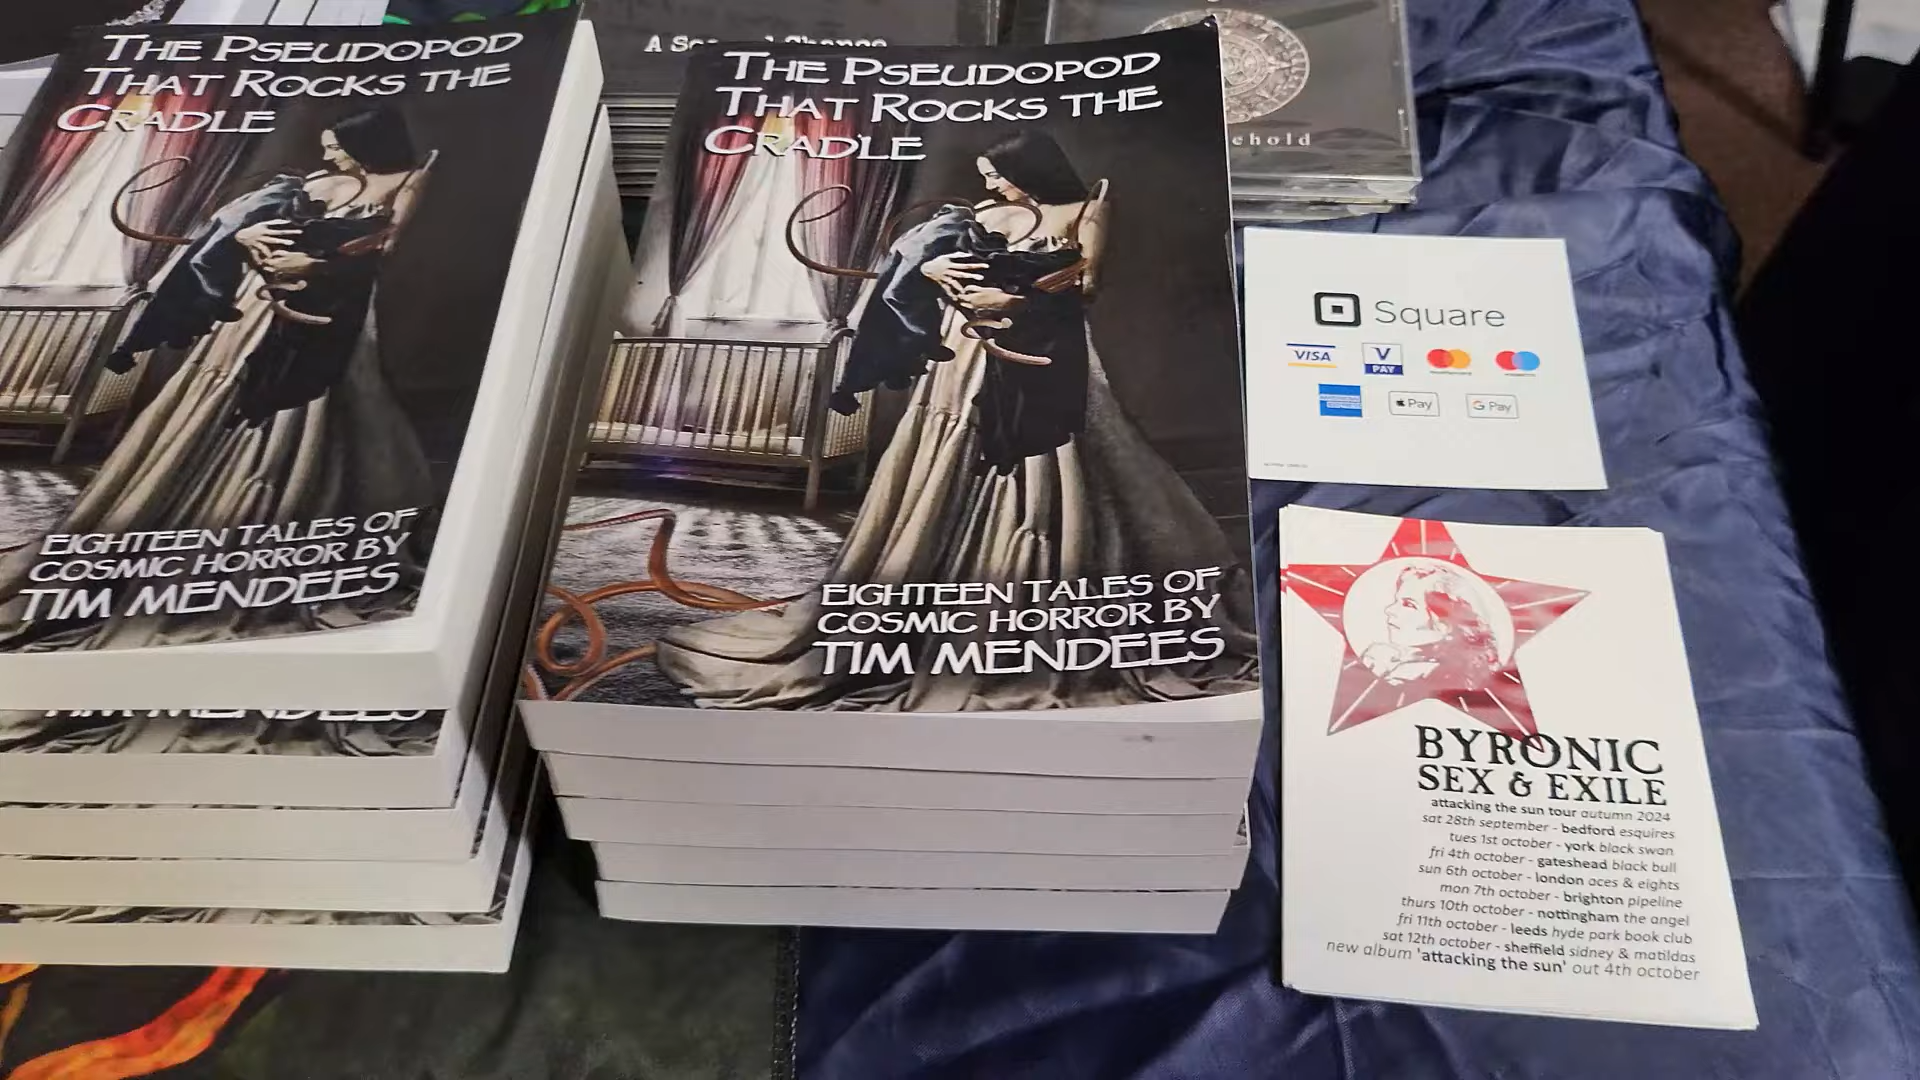 THE PSEUDOPOD
THAT ROCKS THE
CRADLE
EIGHTEEN TALES OF
COSMIC HORROR BY
TIM MENDEES
TIM MENDEES
THE PSEUDOPOD
THAT ROCKS THE
CRADLE
EIGHTEEN TALES OF
COSMIC HORROR BY
TIM MENDEES
A
ehold
Square
VISA
V
PAY
Pay
G Pay
BYRONIC
SEX & EXILE
attacking the sun tour autumn 2024
sat 28th september - bedford esquires
tues 1st october - york black swan
fri 4th october - gateshead black bull
sun 6th october - london aces & eights
mon 7th october - brighton pipeline
thurs 10th october - nottingham the angel
fri 11th october - leeds hyde park book club
sat 12th october - sheffield sidney & matildas
new album 'attacking the sun' out 4th october